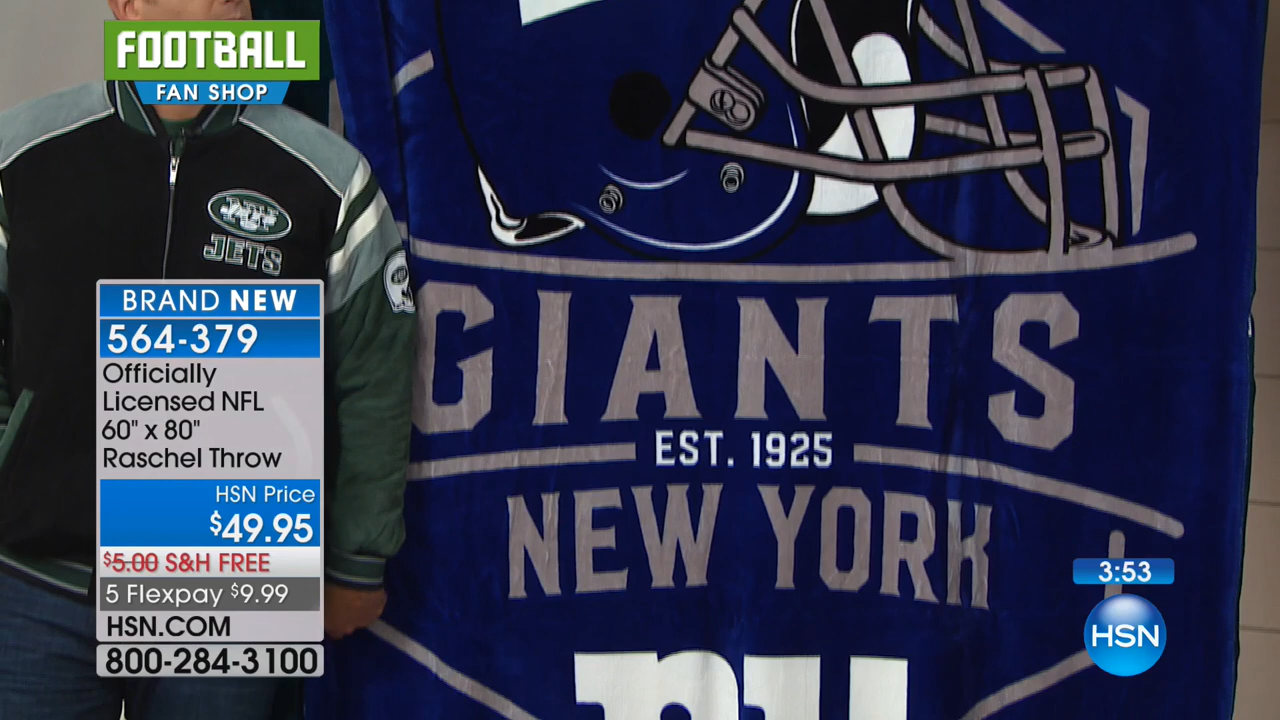 FOOTBALL
FAN SHOP
NY
JETS
BRAND NEW
564-379
Officially
Licensed NFL
60" x 80"
Raschel Throw
HSN Price
$49.95
$5.00 S&H FREE
5 Flexpay $9.99
HSN.COM
800-284-3100
GIANTS
EST. 1925
NEW YORK
ny
3:53
HSN